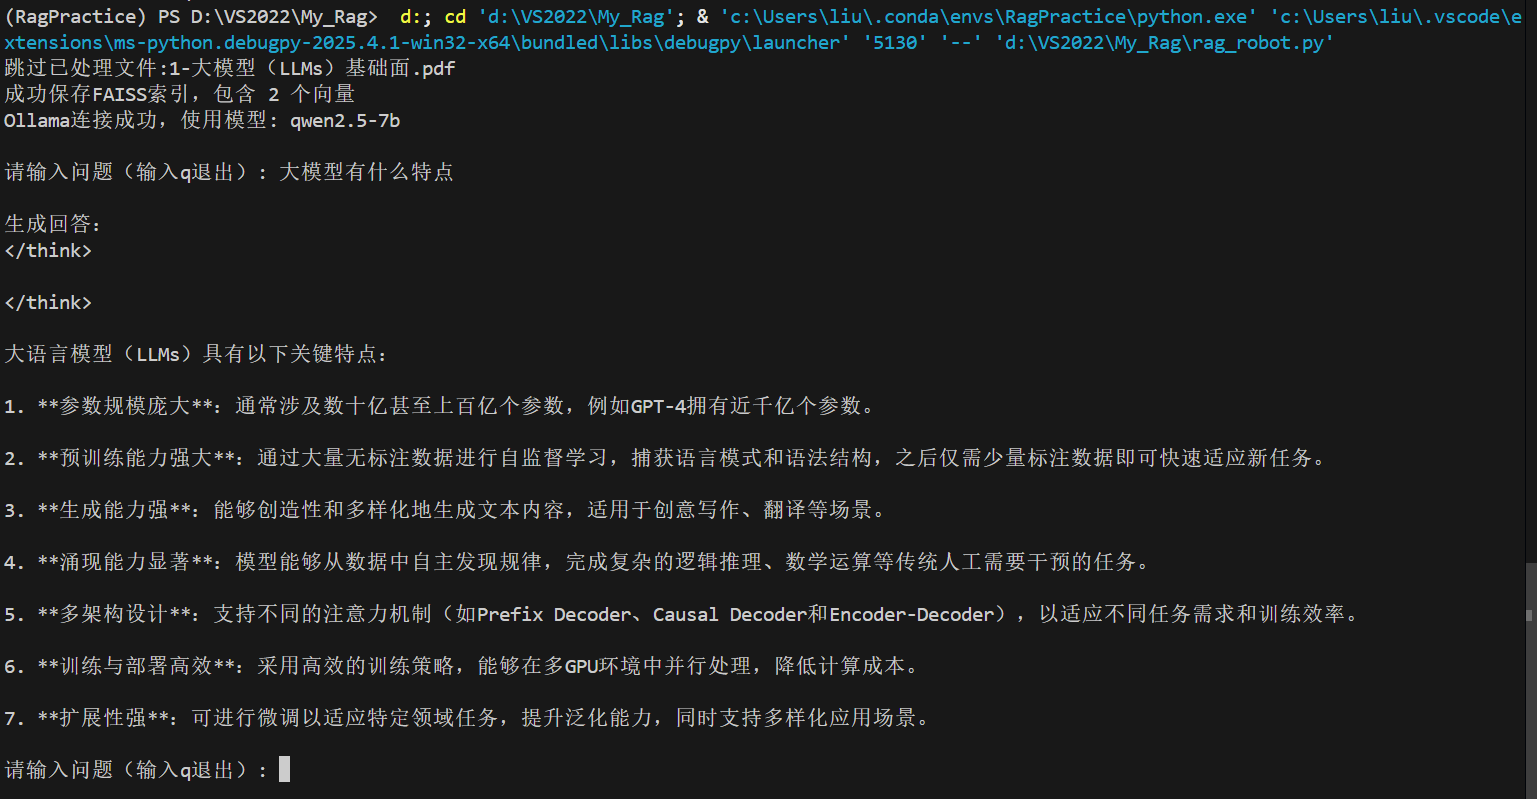 (RagPractice) PS D:\VS2022\My_Rag>  d:; cd 'd:\VS2022\My_Rag'; & 'c:\Users\liu\.conda\envs\RagPractice\python.exe' 'c:\Users\liu\.vscode\e
xtensions\ms-python.debugpy-2025.4.1-win32-x64\bundled\libs\debugpy\launcher' '5130' '--' 'd:\VS2022\My_Rag\rag_robot.py'
跳过已处理文件:1-大模型（LLMs）基础面.pdf
成功保存FAISS索引，包含 2 个向量
Ollama连接成功，使用模型: qwen2.5-7b
请输入问题（输入q退出）: 大模型有什么特点
生成回答:
</think>
</think>
大语言模型（LLMs）具有以下关键特点：
1. **参数规模庞大**：通常涉及数十亿甚至上百亿个参数，例如GPT-4拥有近千亿个参数。
2. **预训练能力强大**：通过大量无标注数据进行自监督学习，捕获语言模式和语法结构，之后仅需少量标注数据即可快速适应新任务。
3. **生成能力强**：能够创造性和多样化地生成文本内容，适用于创意写作、翻译等场景。
4. **涌现能力显著**：模型能够从数据中自主发现规律，完成复杂的逻辑推理、数学运算等传统人工需要干预的任务。
5. **多架构设计**：支持不同的注意力机制（如Prefix Decoder、Causal Decoder和Encoder-Decoder），以适应不同任务需求和训练效率。
6. **训练与部署高效**：采用高效的训练策略，能够在多GPU环境中并行处理，降低计算成本。
7. **扩展性强**：可进行微调以适应特定领域任务，提升泛化能力，同时支持多样化应用场景。
请输入问题（输入q退出）: